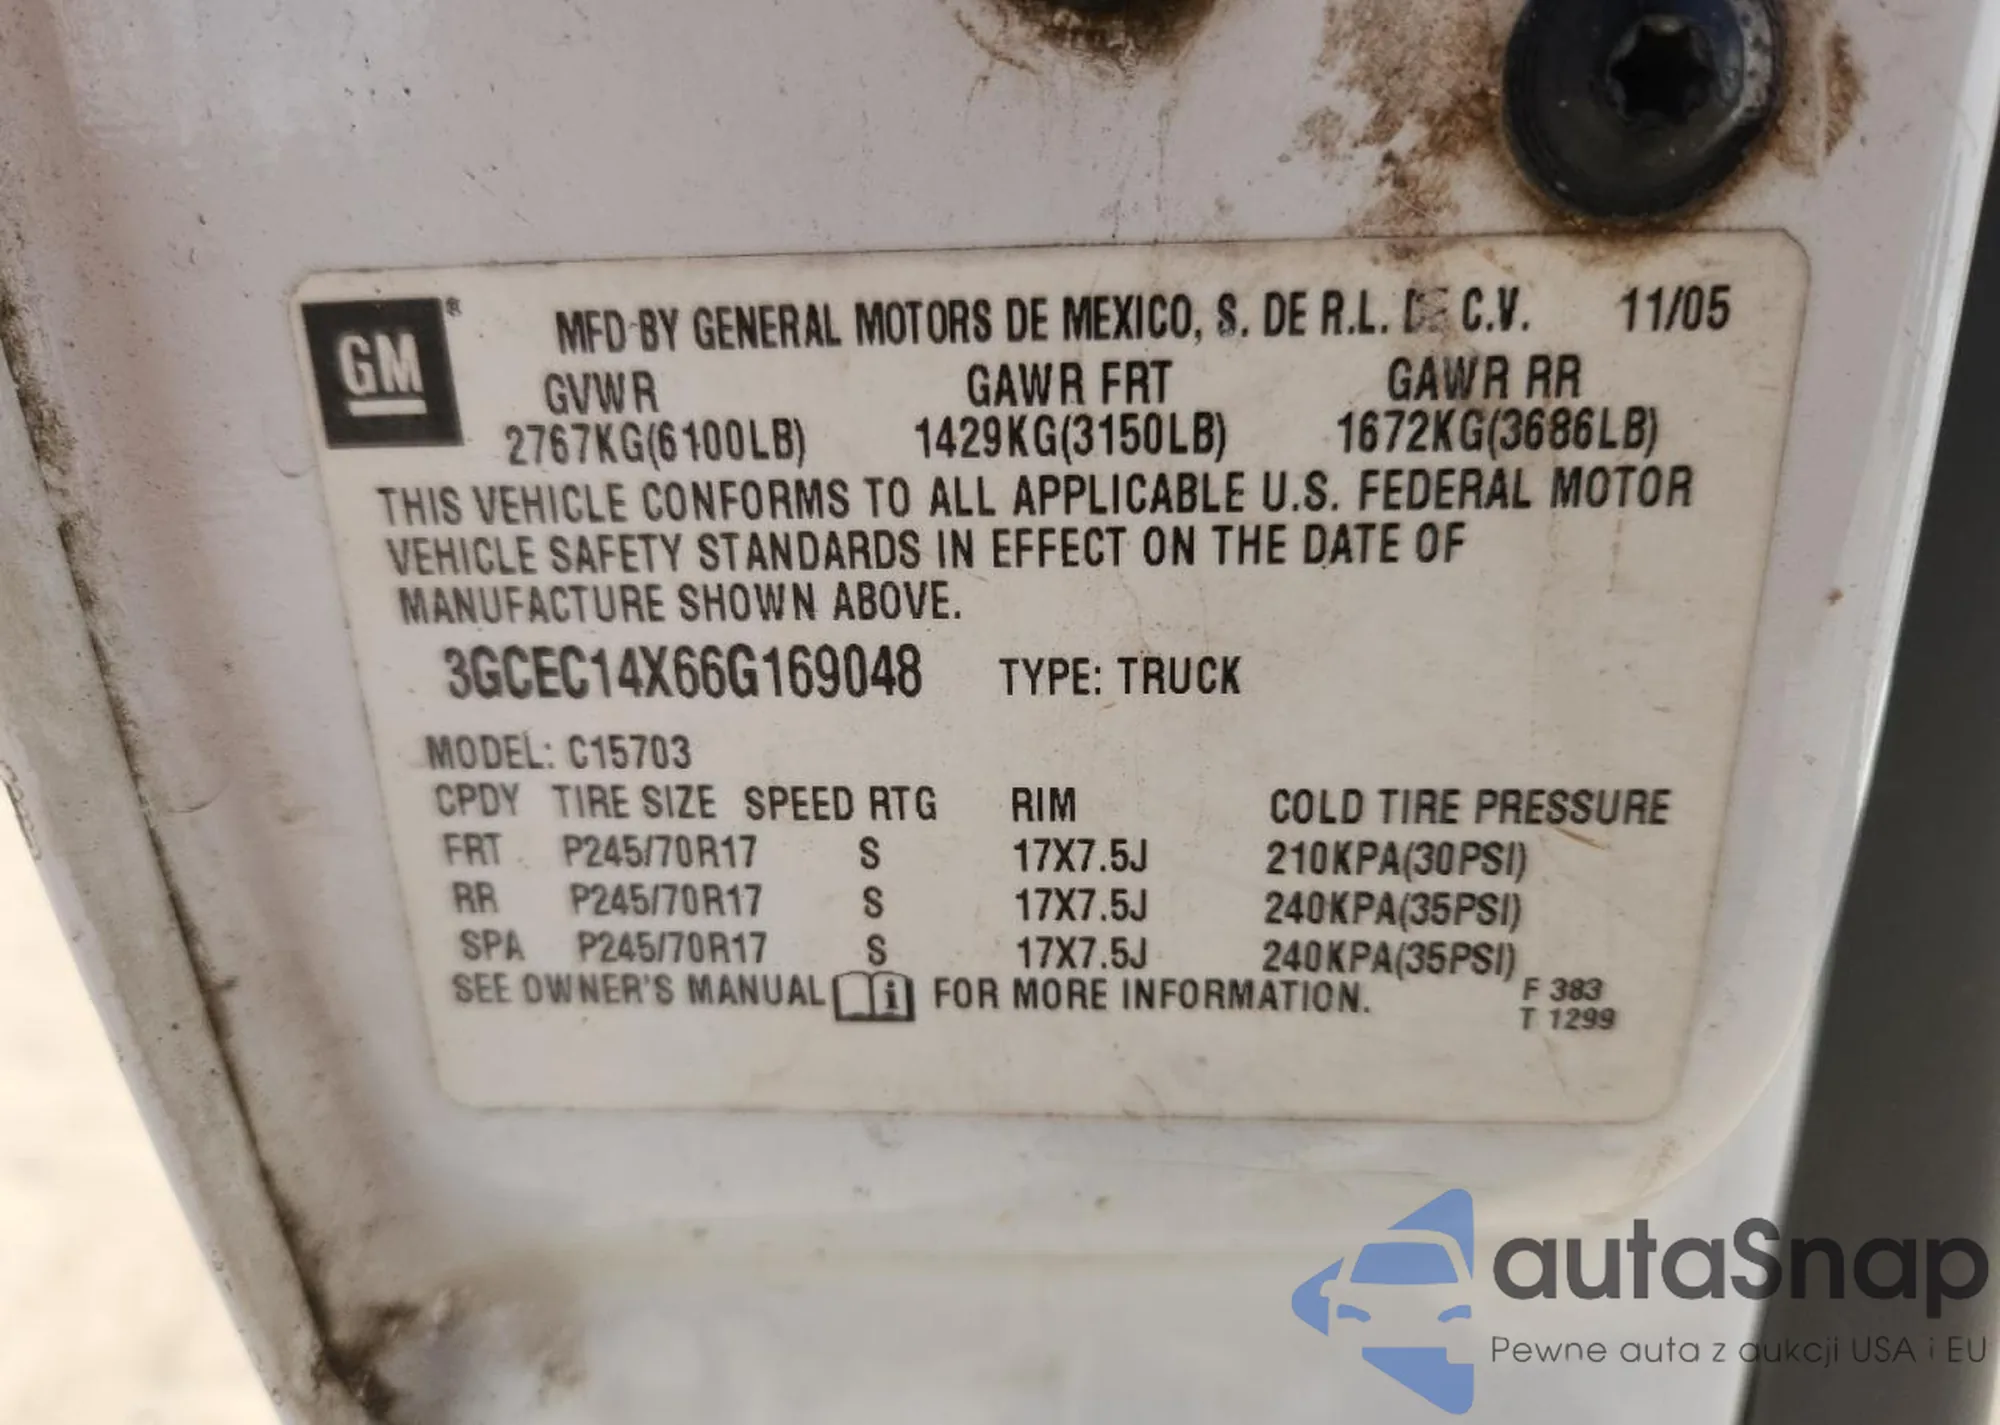 GM®
MFD BY GENERAL MOTORS DE MEXICO, S. DE R.L. DE C.V. 11/05
GVWR GAWR FRT GAWR RR
2767KG(6100LB) 1429KG(3150LB) 1672KG(3686LB)
THIS VEHICLE CONFORMS TO ALL APPLICABLE U.S. FEDERAL MOTOR
VEHICLE SAFETY STANDARDS IN EFFECT ON THE DATE OF
MANUFACTURE SHOWN ABOVE.
3GCEC14X66G169048 TYPE: TRUCK
MODEL: C15703
CPDY TIRE SIZE SPEED RTG RIM COLD TIRE PRESSURE
FRT P245/70R17 S 17X7.5J 210KPA(30PSI)
RR P245/70R17 S 17X7.5J 240KPA(35PSI)
SPA P245/70R17 S 17X7.5J 240KPA(35PSI)
SEE OWNER'S MANUAL i FOR MORE INFORMATION.
F 383
T 1299
autaSnap
Pewne auta z aukcji USA i EU